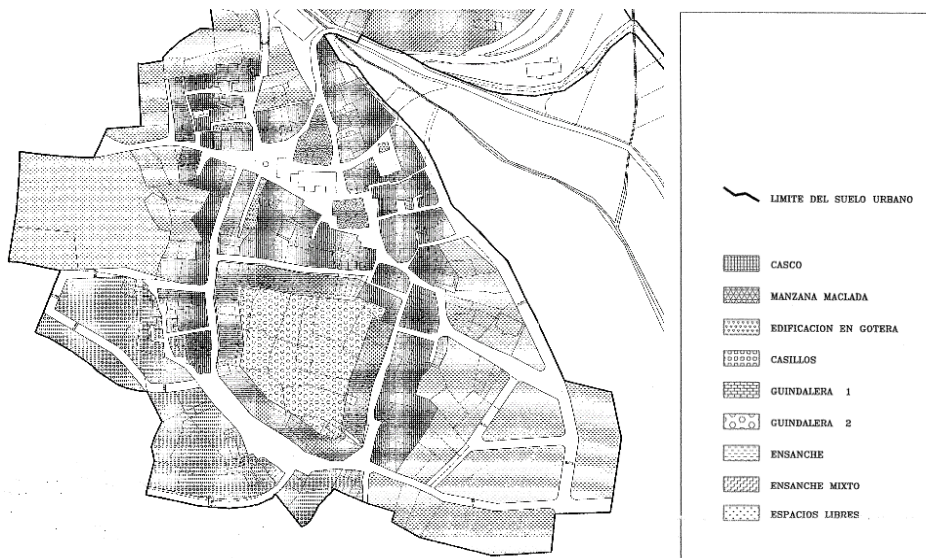 LIMITE DEL SUELO URBANO
CASCO
MANZANA MACLADA
EDIFICACION EN GOTERA
CASILLOS
GUINDALERA 1
GUINDALERA 2
ENSANCHE
ENSANCHE MIXTO
ESPACIOS LIBRES